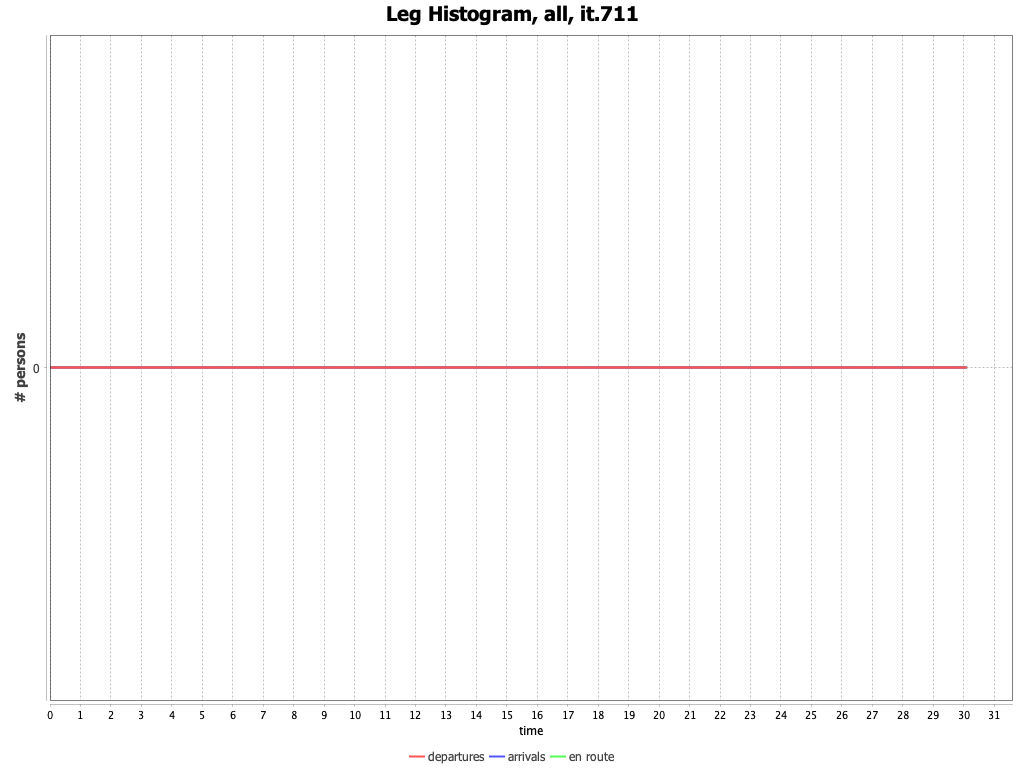 Leg Histogram, all, it.711
# persons
0
0 1 2 3 4 5 6 7 8 9 10 11 12 13 14 15 16 17 18 19 20 21 22 23 24 25 26 27 28 29 30 31
time
departures arrivals en route